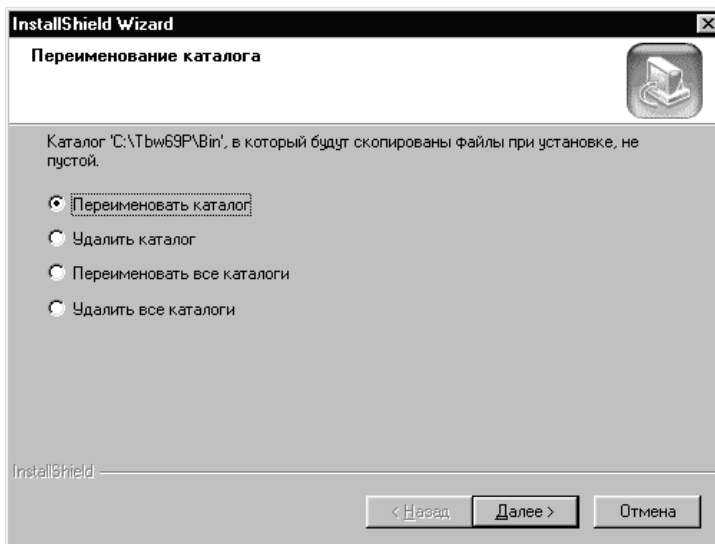 InstallShield Wizard
Переименование каталога
Каталог 'C:\Tbw69P\Bin', в который будут скопированы файлы при установке, не
пустой.
Переименовать каталог
Удалить каталог
Переименовать все каталоги
Удалить все каталоги
InstallShield
< Назад Далее > Отмена